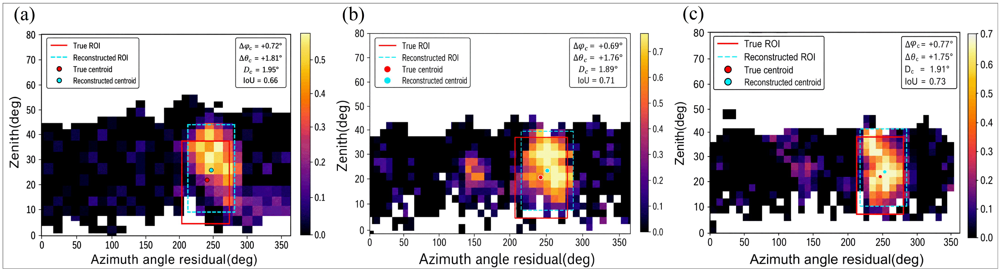 (a)
80
70
60
50
40
30
20
10
0
0 50 100 150 200 250 300 350
Zenith(deg)
Azimuth angle residual(deg)
True ROI
Reconstructed ROI
True centroid
Reconstructed centroid
Δφc = +0.72°
Δθc = +1.81°
Dc = 1.95°
IoU = 0.66
0.5
0.4
0.3
0.2
0.1
0.0
(b)
80
70
60
50
40
30
20
10
0
0 50 100 150 200 250 300 350
Zenith(deg)
Azimuth angle residual(deg)
True ROI
Reconstructed ROI
True centroid
Reconstructed centroid
Δφc = +0.69°
Δθc = +1.76°
Dc = 1.89°
IoU = 0.71
0.7
0.6
0.5
0.4
0.3
0.2
0.1
0.0
(c)
80
70
60
50
40
30
20
10
0
0 50 100 150 200 250 300 350
Zenith(deg)
Azimuth angle residual(deg)
True ROI
Reconstructed ROI
True centroid
Reconstructed centroid
Δφc = +0.77°
Δθc = +1.75°
Dc = 1.91°
IoU = 0.73
0.7
0.6
0.5
0.4
0.3
0.2
0.1
0.0